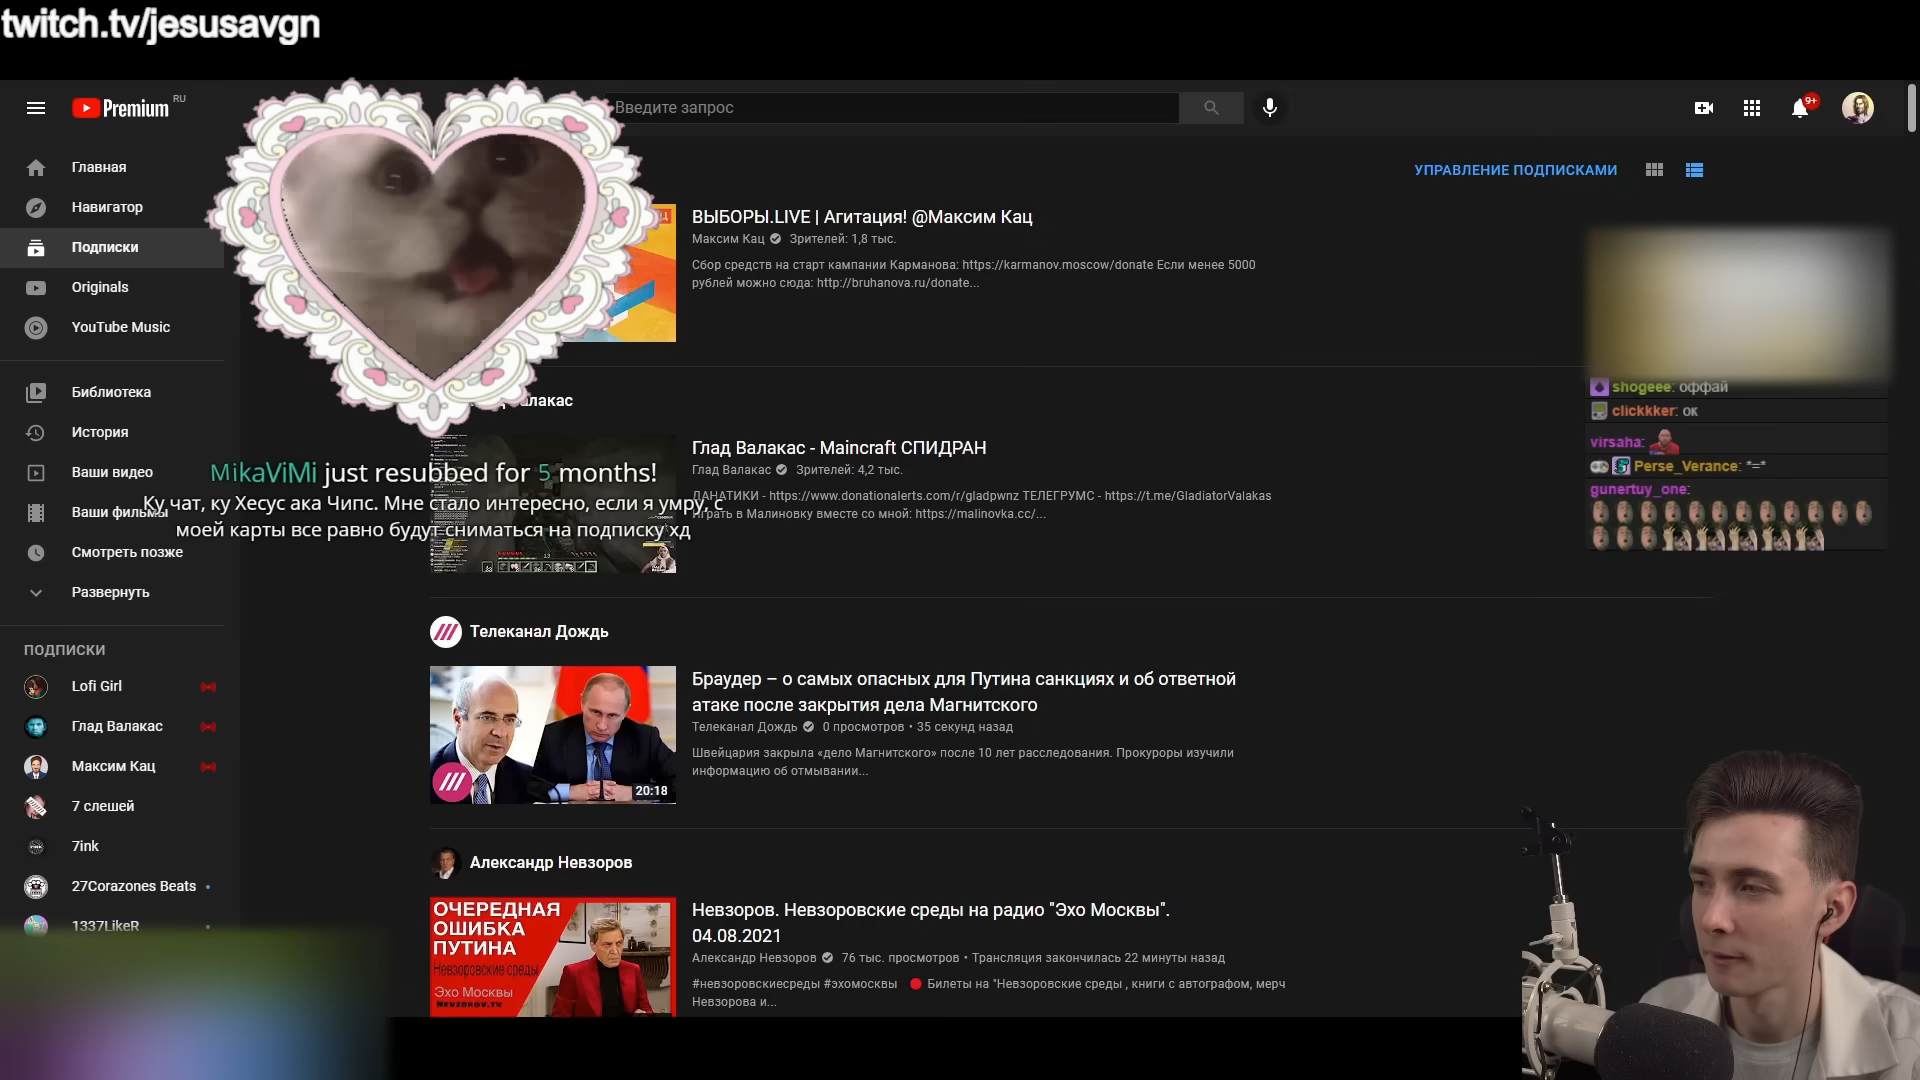 twitch.tv/jesusavgn
Premium RU
Введите запрос
9+
Главная
Навигатор
Подписки
Originals
YouTube Music
Библиотека
История
Ваши видео
Ваши фильмы
Смотреть позже
Развернуть
ПОДПИСКИ
Lofi Girl
Глад Валакас
Максим Кац
7 слешей
7ink
27Corazones Beats
1337LikeR
УПРАВЛЕНИЕ ПОДПИСКАМИ
ВЫБОРЫ.LIVE | Агитация! @Максим Кац
Максим Кац Зрителей: 1,8 тыс.
Сбор средств на старт кампании Карманова: https://karmanov.moscow/donate Если менее 5000
рублей можно сюда: http://bruhanova.ru/donate...
Глад Валакас - Maincraft СПИДРАН
Глад Валакас Зрителей: 4,2 тыс.
ДАНАТИКИ - https://www.donationalerts.com/r/gladpwnz ТЕЛЕГРУМС - https://t.me/GladiatorValakas
Играть в Малиновку вместе со мной: https://malinovka.cc/...
MikaViMi just resubbed for 5 months!
Ку чат, ку Хесус ака Чипс. Мне стало интересно, если я умру, с
моей карты все равно будут сниматься на подписку хд
Телеканал Дождь
Браудер – о самых опасных для Путина санкциях и об ответной
атаке после закрытия дела Магнитского
Телеканал Дождь 0 просмотров • 35 секунд назад
Швейцария закрыла «дело Магнитского» после 10 лет расследования. Прокуроры изучили
информацию об отмывании...
20:18
Александр Невзоров
ОЧЕРЕДНАЯ
ОШИБКА
ПУТИНА
Невзоровские среды
Эхо Москвы
NEVZOROV.TV
Невзоров. Невзоровские среды на радио "Эхо Москвы".
04.08.2021
Александр Невзоров 76 тыс. просмотров • Трансляция закончилась 22 минуты назад
#невзоровскиесреды #эхомосквы Билеты на "Невзоровские среды , книги с автографом, мерч
Невзорова и...
shogeee: оффай
clickkker: ок
virsaha:
Perse_Verance: *=*
gunertuy_one: